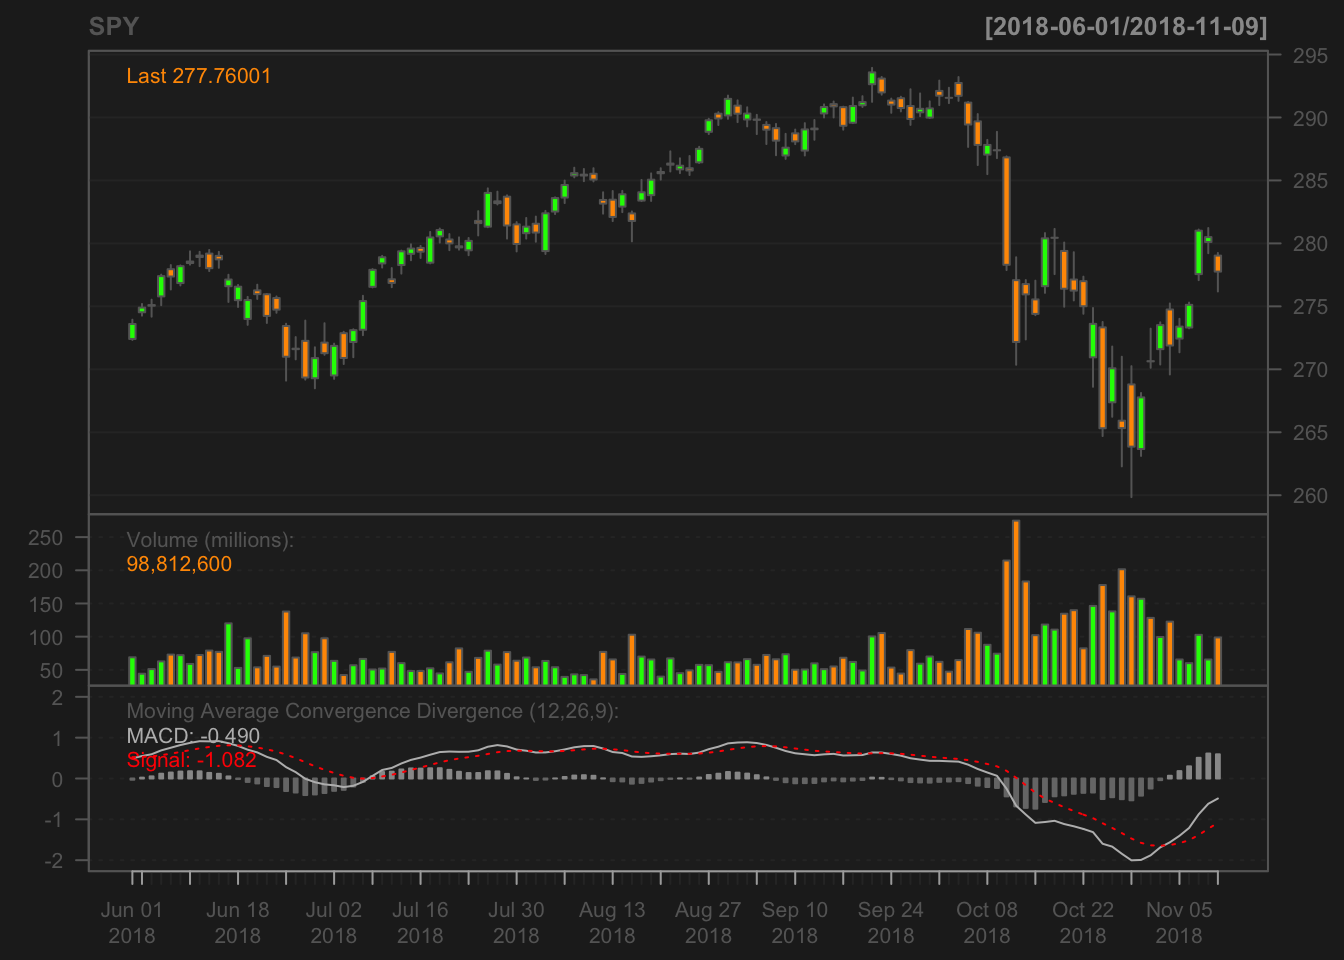 SPY
[2018-06-01/2018-11-09]
Last 277.76001
295
290
285
280
275
270
265
260
Volume (millions):
98,812,600
250
200
150
100
50
Moving Average Convergence Divergence (12,26,9):
MACD: -0.490
Signal: -1.082
2
1
0
-1
-2
Jun 01 Jun 18 Jul 02 Jul 16 Jul 30 Aug 13 Aug 27 Sep 10 Sep 24 Oct 08 Oct 22 Nov 05
2018 2018 2018 2018 2018 2018 2018 2018 2018 2018 2018 2018